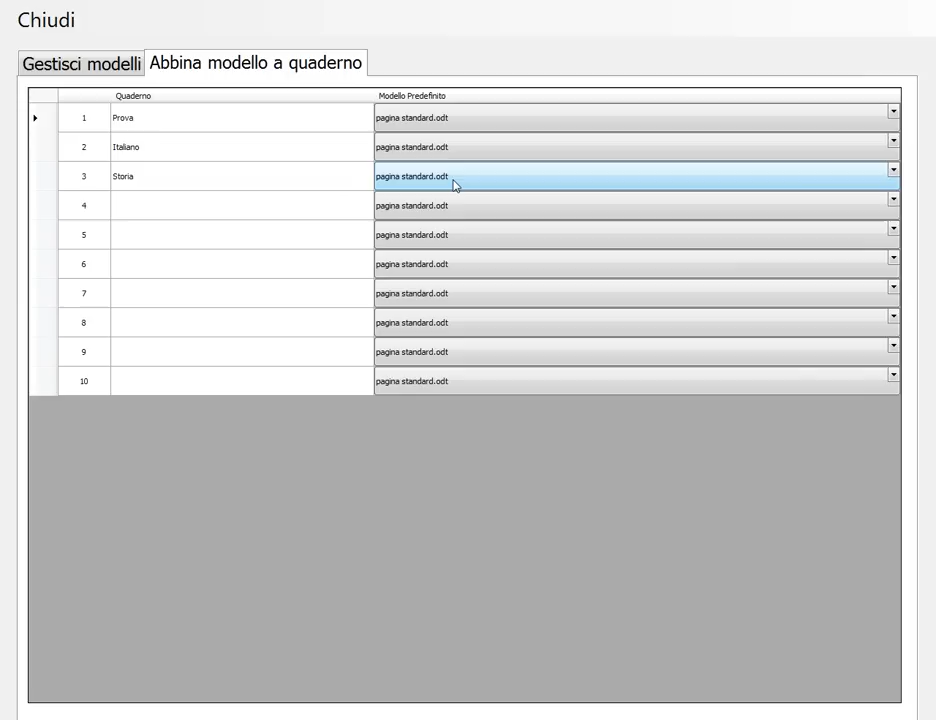 Chiudi
Gestisci modelli Abbina modello a quaderno
Quaderno Modello Predefinito
1 Prova pagina standard.odt
2 Italiano pagina standard.odt
3 Storia pagina standard.odt
4 pagina standard.odt
5 pagina standard.odt
6 pagina standard.odt
7 pagina standard.odt
8 pagina standard.odt
9 pagina standard.odt
10 pagina standard.odt